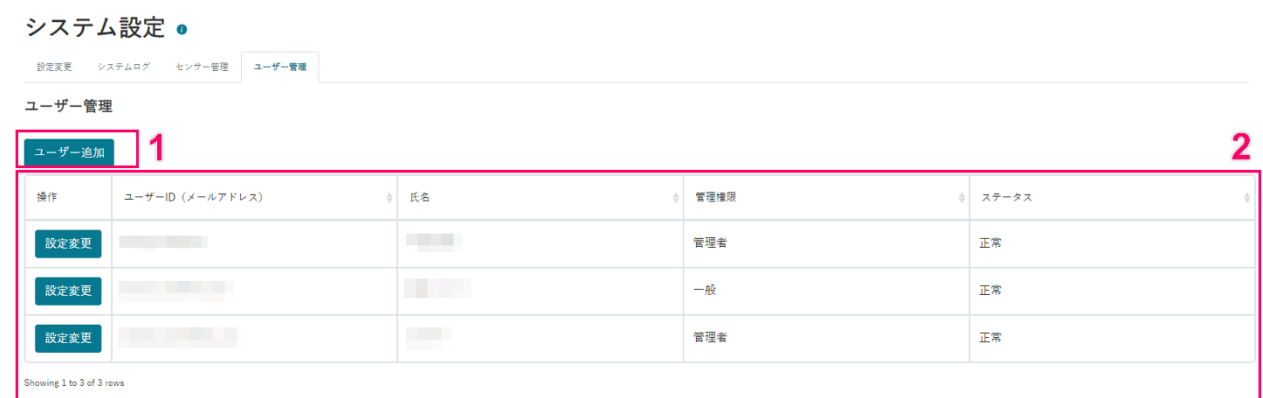 システム設定
設定変更 システムログ センサー管理 ユーザー管理
ユーザー管理
ユーザー追加 1 2
操作 ユーザーID（メールアドレス） 氏名 管理権限 ステータス
設定変更 管理者 正常
設定変更 一般 正常
設定変更 管理者 正常
Showing 1 to 3 of 3 rows